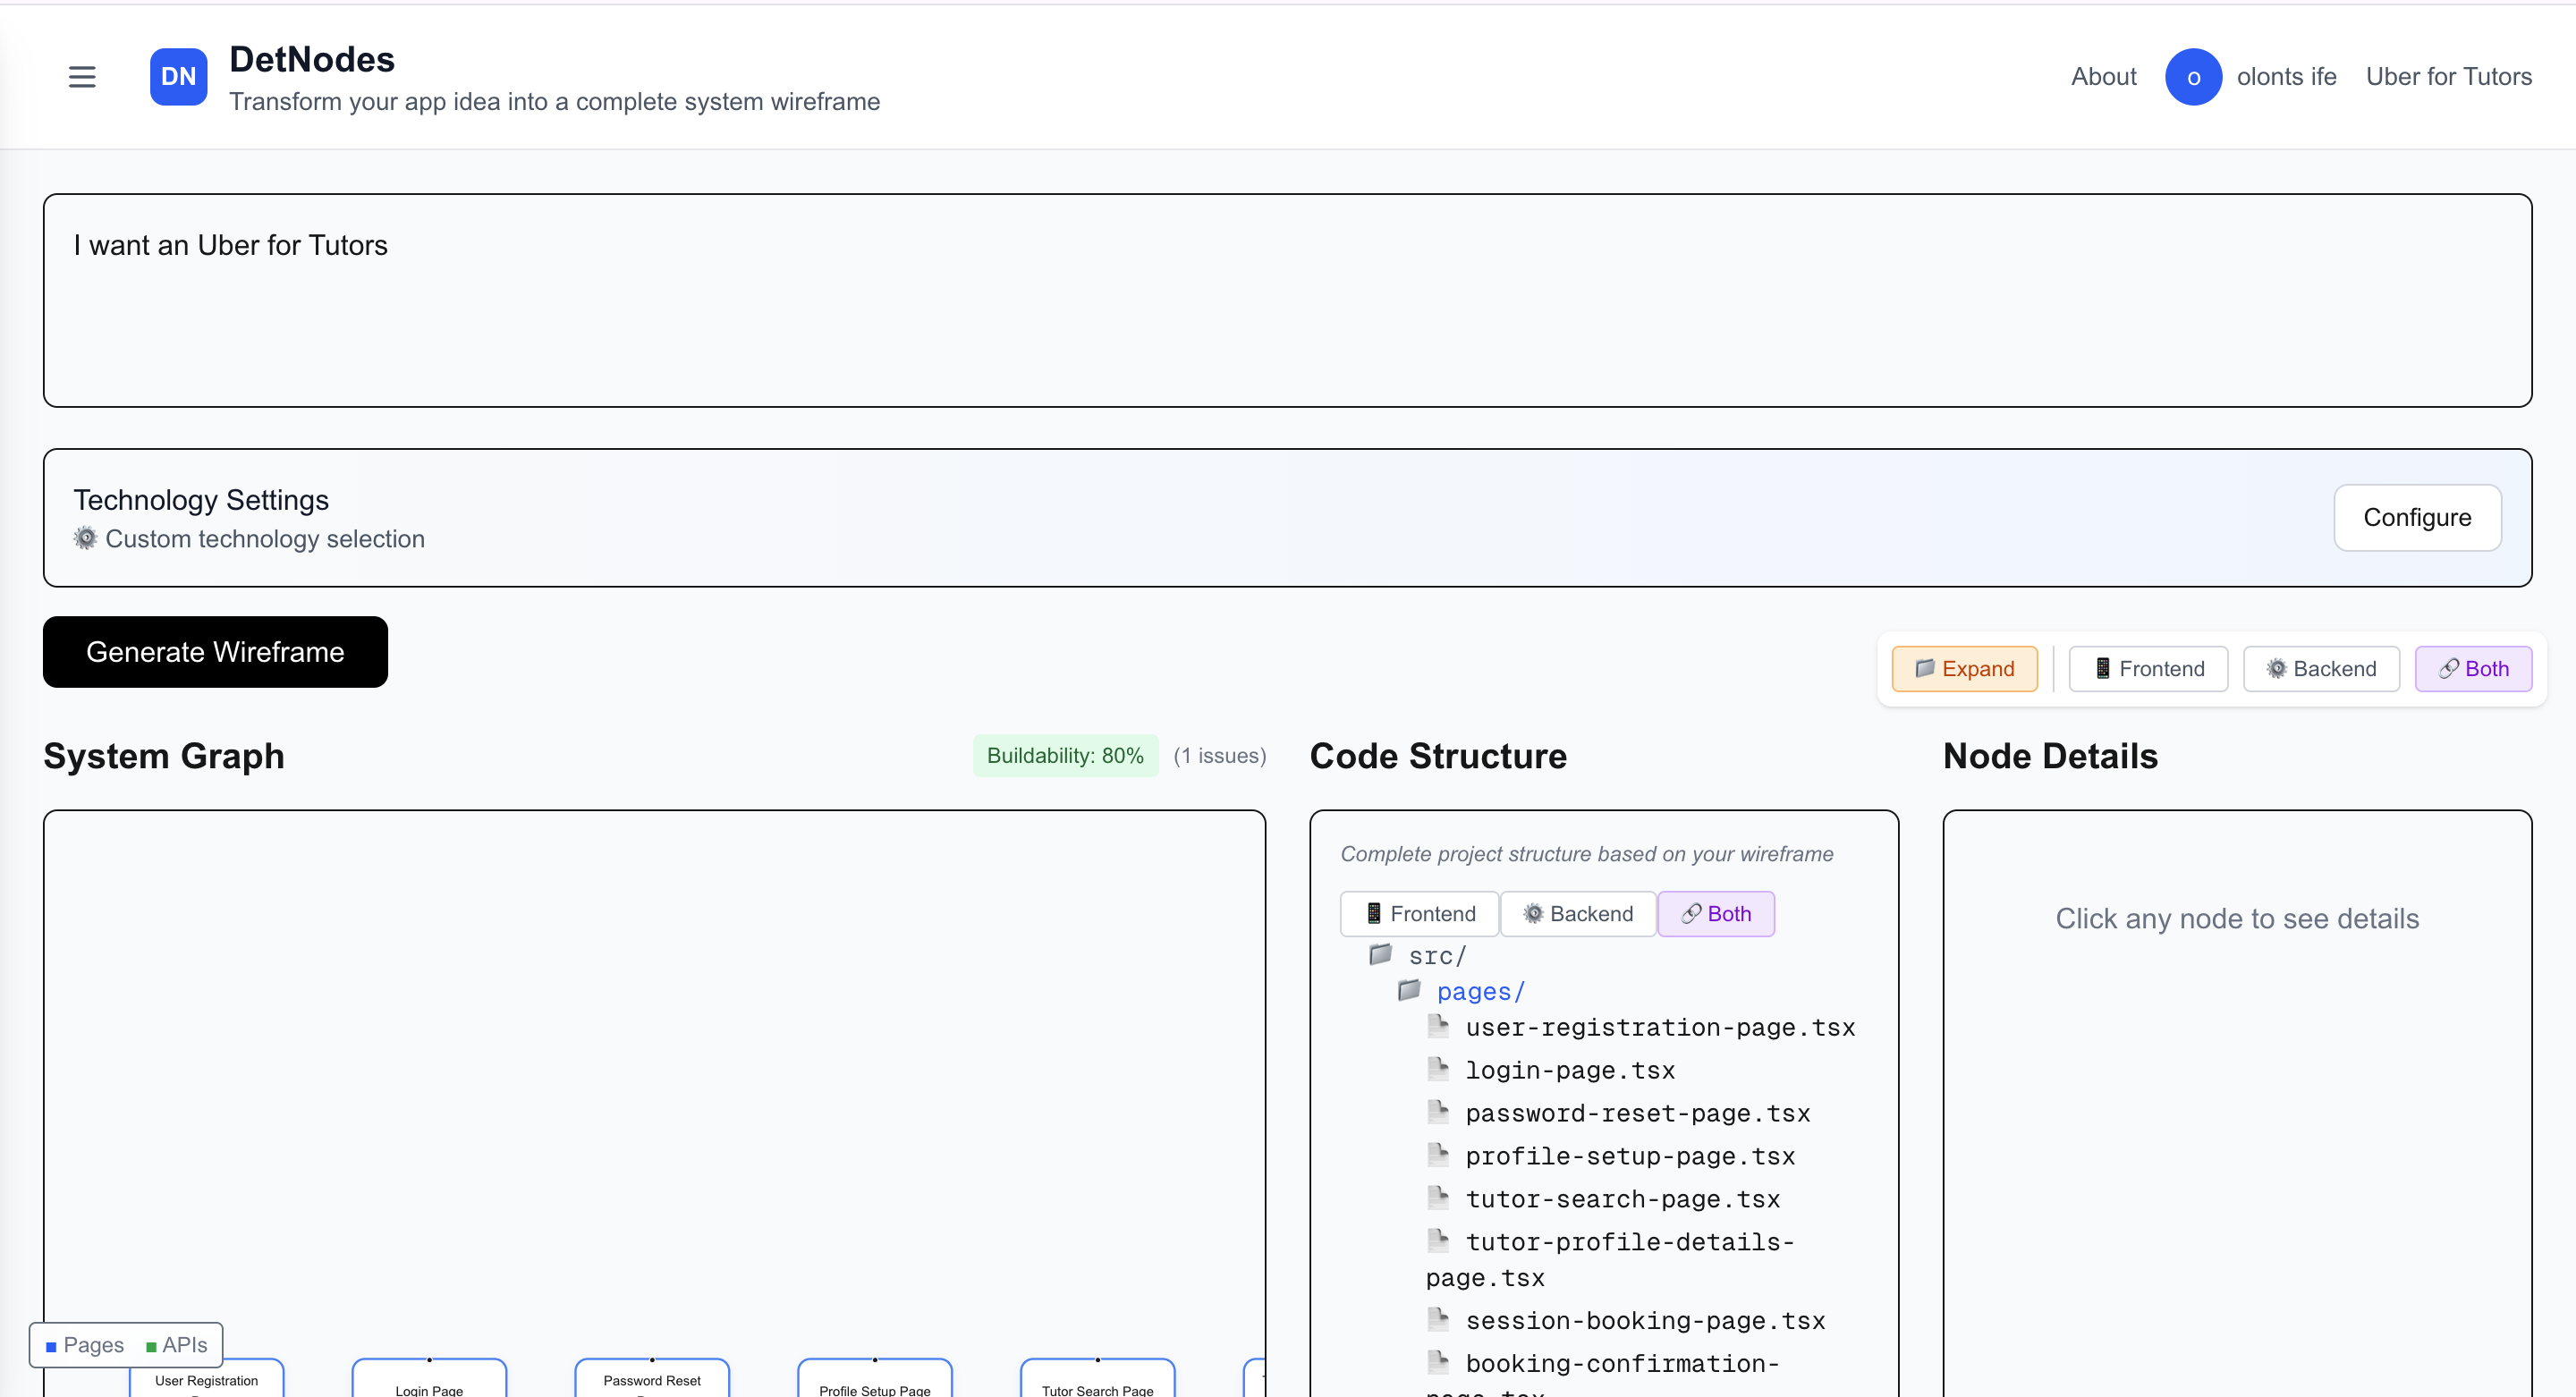 DN
DetNodes
Transform your app idea into a complete system wireframe
About
o
olonts ife
Uber for Tutors
I want an Uber for Tutors
Technology Settings
Custom technology selection
Configure
Generate Wireframe
Expand
Frontend
Backend
Both
System Graph
Buildability: 80%
(1 issues)
Code Structure
Node Details
Complete project structure based on your wireframe
Frontend
Backend
Both
Click any node to see details
src/
pages/
user-registration-page.tsx
login-page.tsx
password-reset-page.tsx
profile-setup-page.tsx
tutor-search-page.tsx
tutor-profile-details-
page.tsx
session-booking-page.tsx
booking-confirmation-
Pages
APIs
User Registration
Login Page
Password Reset
Profile Setup Page
Tutor Search Page